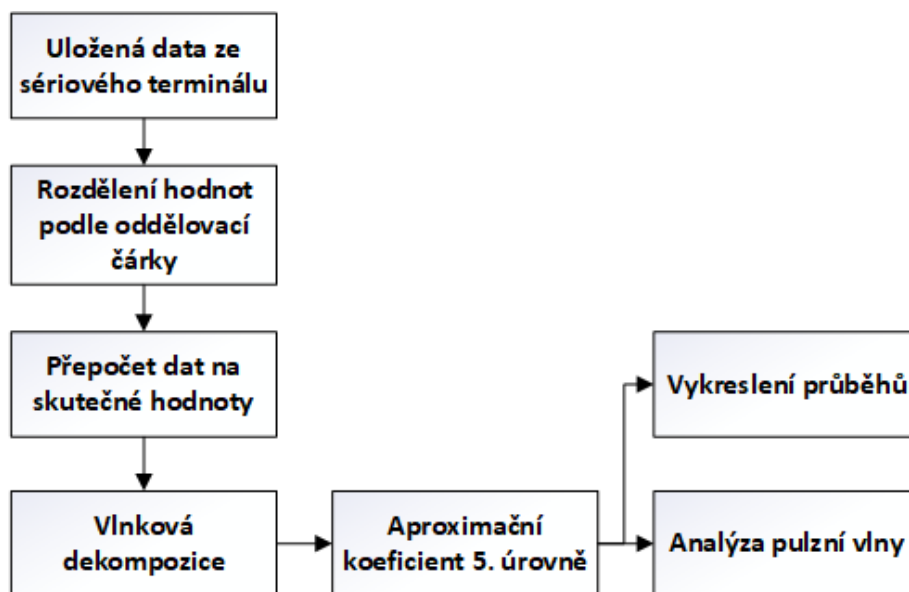 Uložená data ze
sériového terminálu
Rozdělení hodnot
podle oddělovací
čárky
Přepočet dat na
skutečné hodnoty
Vlnková
dekompozice
Aproximační
koeficient 5. úrovně
Vykreslení průběhů
Analýza pulzní vlny